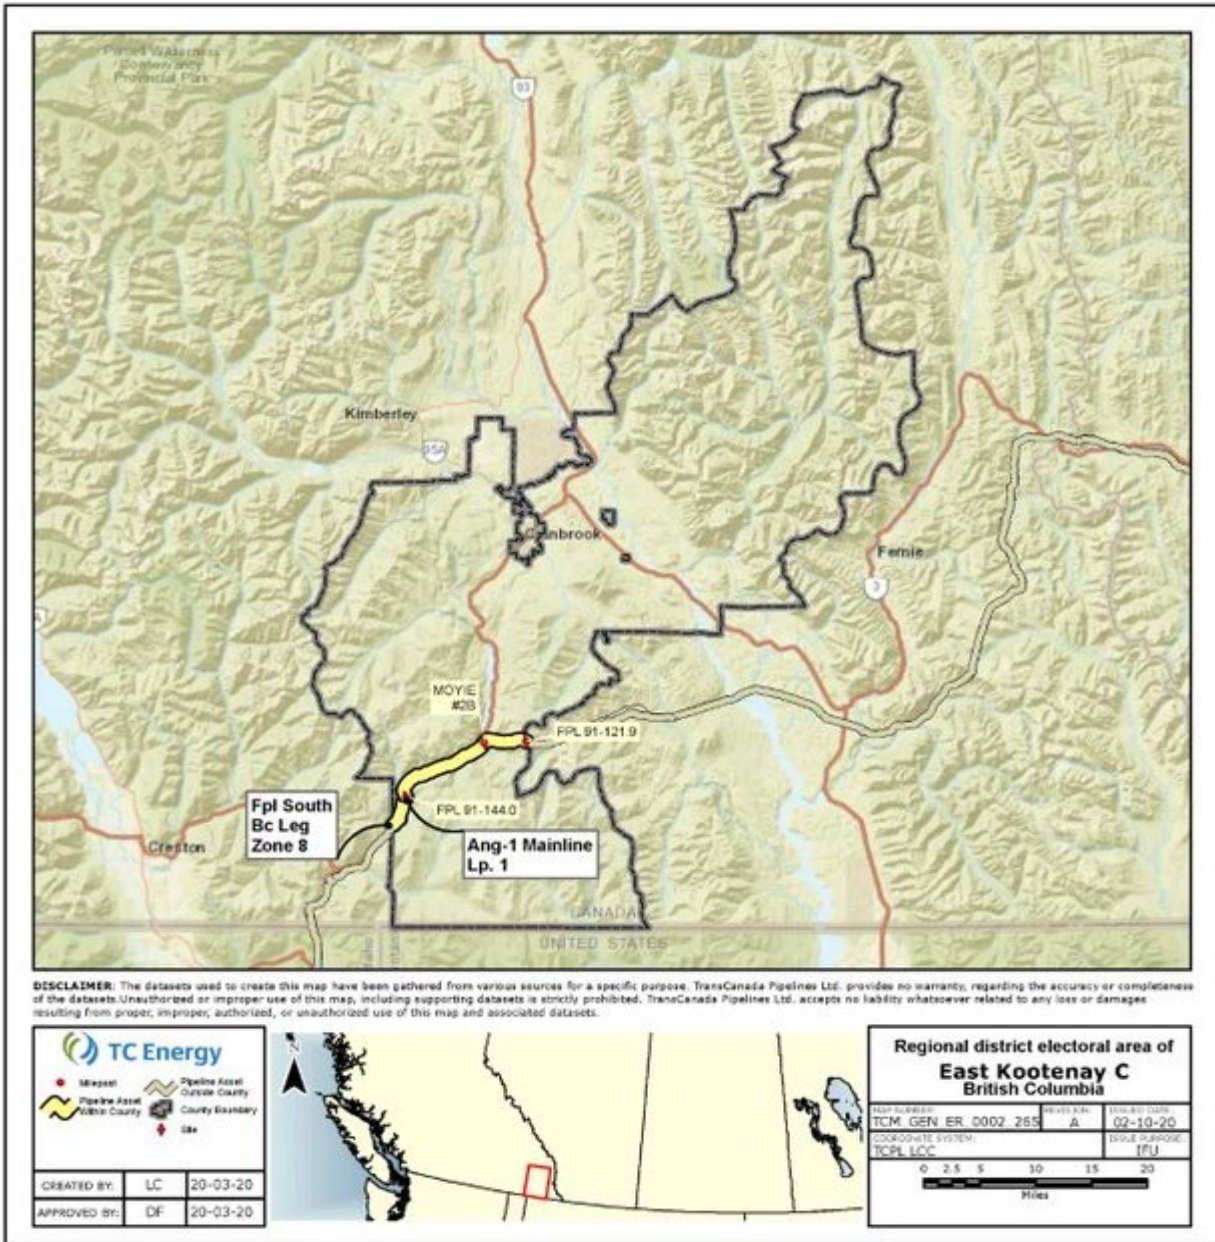 Purcell Wilderness
Conservancy
Provincial Park
93
Kimberley
95A
Cranbrook
Fernie
3
MOYIE
#2B
FPL 91-121.9
Fpl South
Bc Leg
Zone 8
FPL 91-144.0
Creston
Ang-1 Mainline
Lp. 1
CANADA
UNITED STATES
DISCLAIMER: The datasets used to create this map have been gathered from various sources for a specific purpose. TransCanada Pipelines Ltd. provides no warranty, regarding the accuracy or completeness
of the datasets.Unauthorized or improper use of this map, including supporting datasets is strictly prohibited. TransCanada Pipelines Ltd. accepts no liability whatsoever related to any loss or damages
resulting from proper, improper, authorized, or unauthorized use of this map and associated datasets.
TC Energy
Milepost
Pipeline Asset
Outside County
Pipeline Asset
Within County
County Boundary
Site
CREATED BY: LC 20-03-20
APPROVED BY: DF 20-03-20
N
Regional district electoral area of
East Kootenay C
British Columbia
MAP NUMBER: REVISION: ISSUED DATE:
TCM_GEN_ER_0002_265 A 02-10-20
COORDINATE SYSTEM: ISSUE PURPOSE:
TCPL LCC IFU
0 2.5 5 10 15 20
Miles